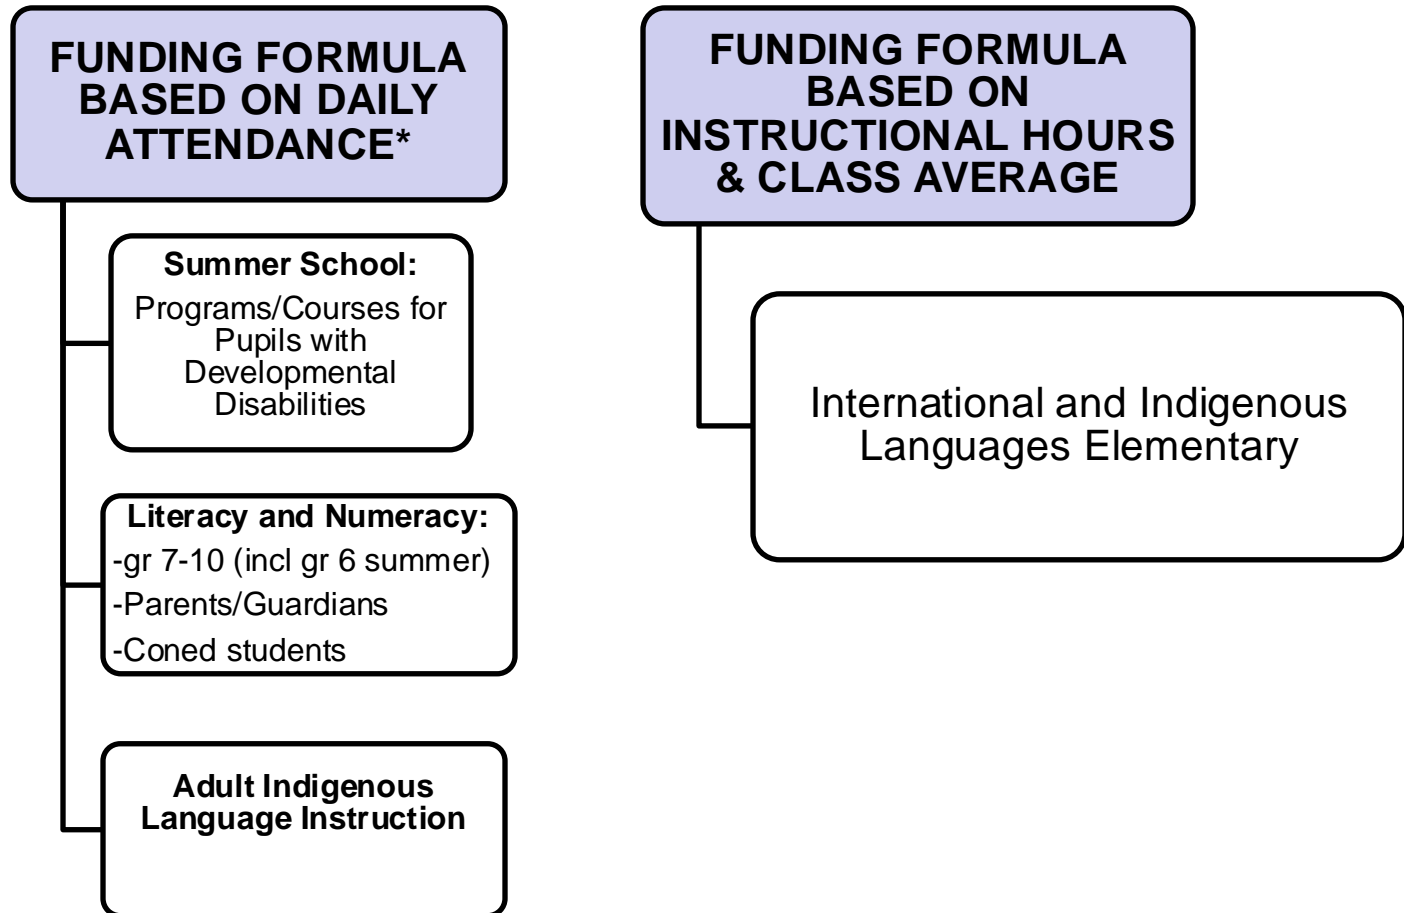 FUNDING FORMULA
BASED ON DAILY
ATTENDANCE*
Summer School:
Programs/Courses for
Pupils with
Developmental
Disabilities
Literacy and Numeracy:
-gr 7-10 (incl gr 6 summer)
-Parents/Guardians
-Coned students
Adult Indigenous
Language Instruction
FUNDING FORMULA
BASED ON
INSTRUCTIONAL HOURS
& CLASS AVERAGE
International and Indigenous
Languages Elementary